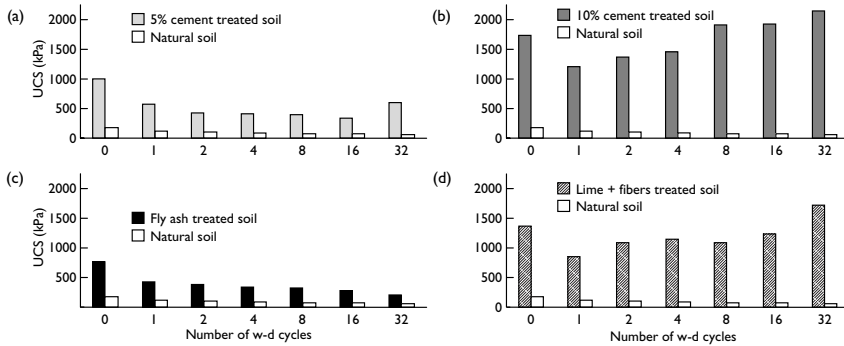 (a)
5% cement treated soil
Natural soil
UCS (kPa)
2000
1500
1000
500
0
0 1 2 4 8 16 32
(b)
10% cement treated soil
Natural soil
2000
1500
1000
500
0
0 1 2 4 8 16 32
(c)
Fly ash treated soil
Natural soil
UCS (kPa)
2000
1500
1000
500
0 1 2 4 8 16 32
Number of w-d cycles
(d)
Lime + fibers treated soil
Natural soil
2000
1500
1000
500
0
0 1 2 4 8 16 32
Number of w-d cycles